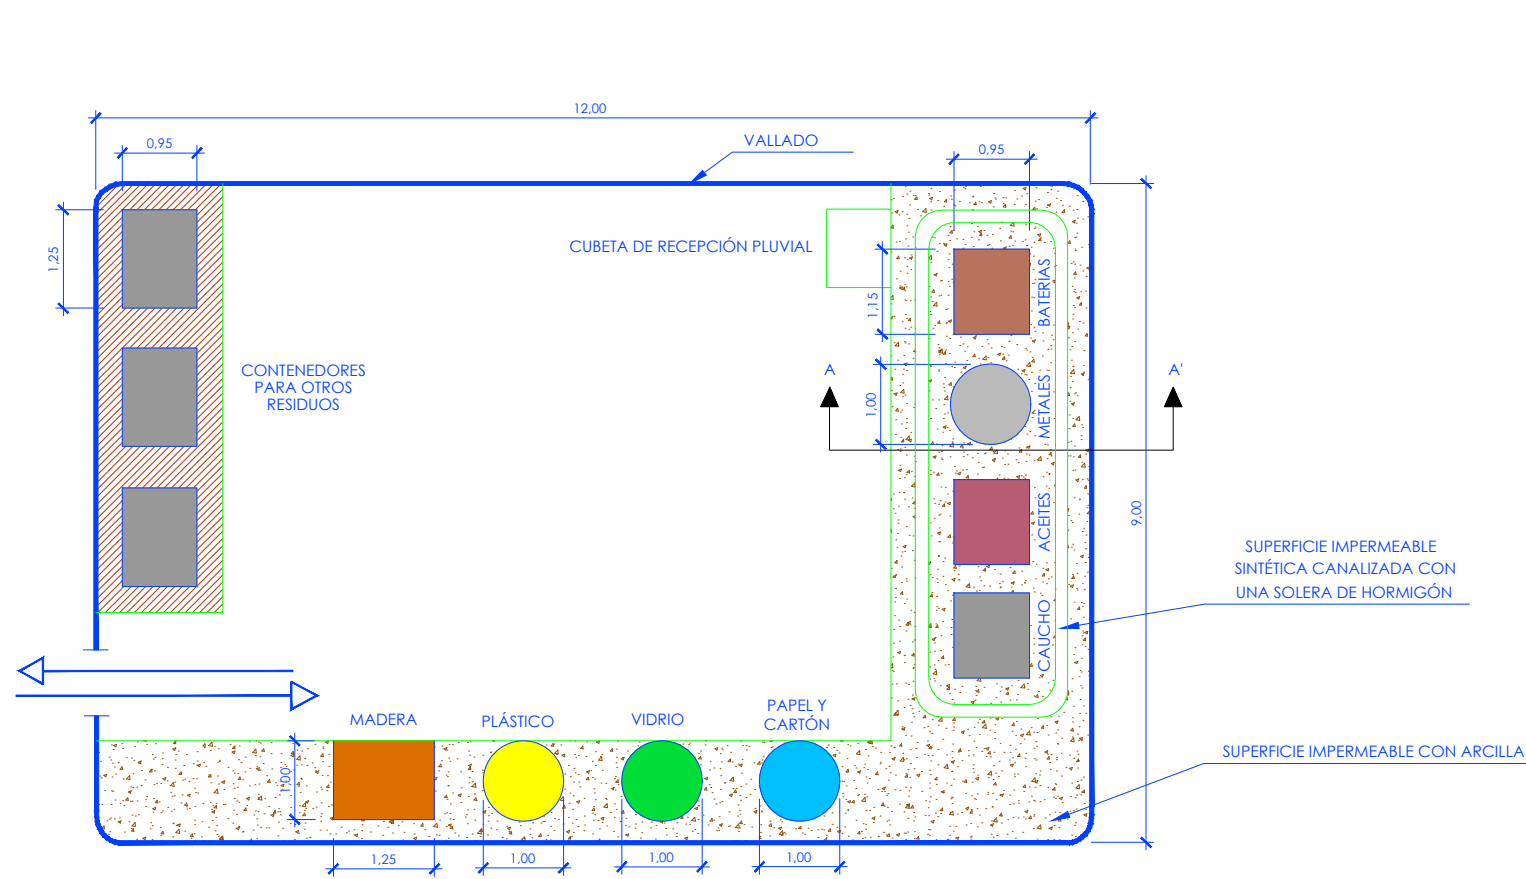 12,00
0,95
VALLADO
0,95
1,25
CUBETA DE RECEPCIÓN PLUVIAL
1,15
BATERÍAS
CONTENEDORES
PARA OTROS
RESIDUOS
A
A'
1,00
METALES
9,00
ACEITES
SUPERFICIE IMPERMEABLE
SINTÉTICA CANALIZADA CON
UNA SOLERA DE HORMIGÓN
CAUCHO
MADERA
PLÁSTICO
VIDRIO
PAPEL Y
CARTÓN
SUPERFICIE IMPERMEABLE CON ARCILLA
1,00
1,25
1,00
1,00
1,00